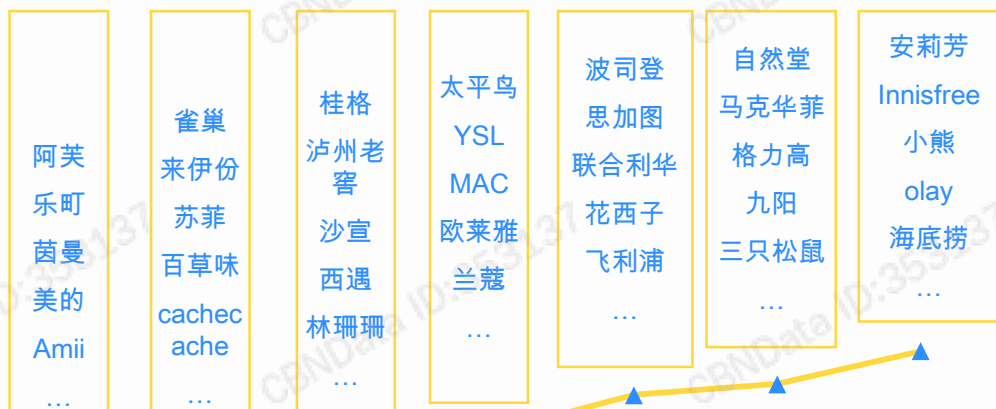 阿芙
乐町
茵曼
美的
Amii
…
雀巢
来伊份
苏菲
百草味
cachec
ache
…
桂格
泸州老
窖
沙宣
西遇
林珊珊
…
太平鸟
YSL
MAC
欧莱雅
兰蔻
…
波司登
思加图
联合利华
花西子
飞利浦
…
自然堂
马克华菲
格力高
九阳
三只松鼠
…
安莉芳
Innisfree
小熊
olay
海底捞
…
CBNData ID:353137